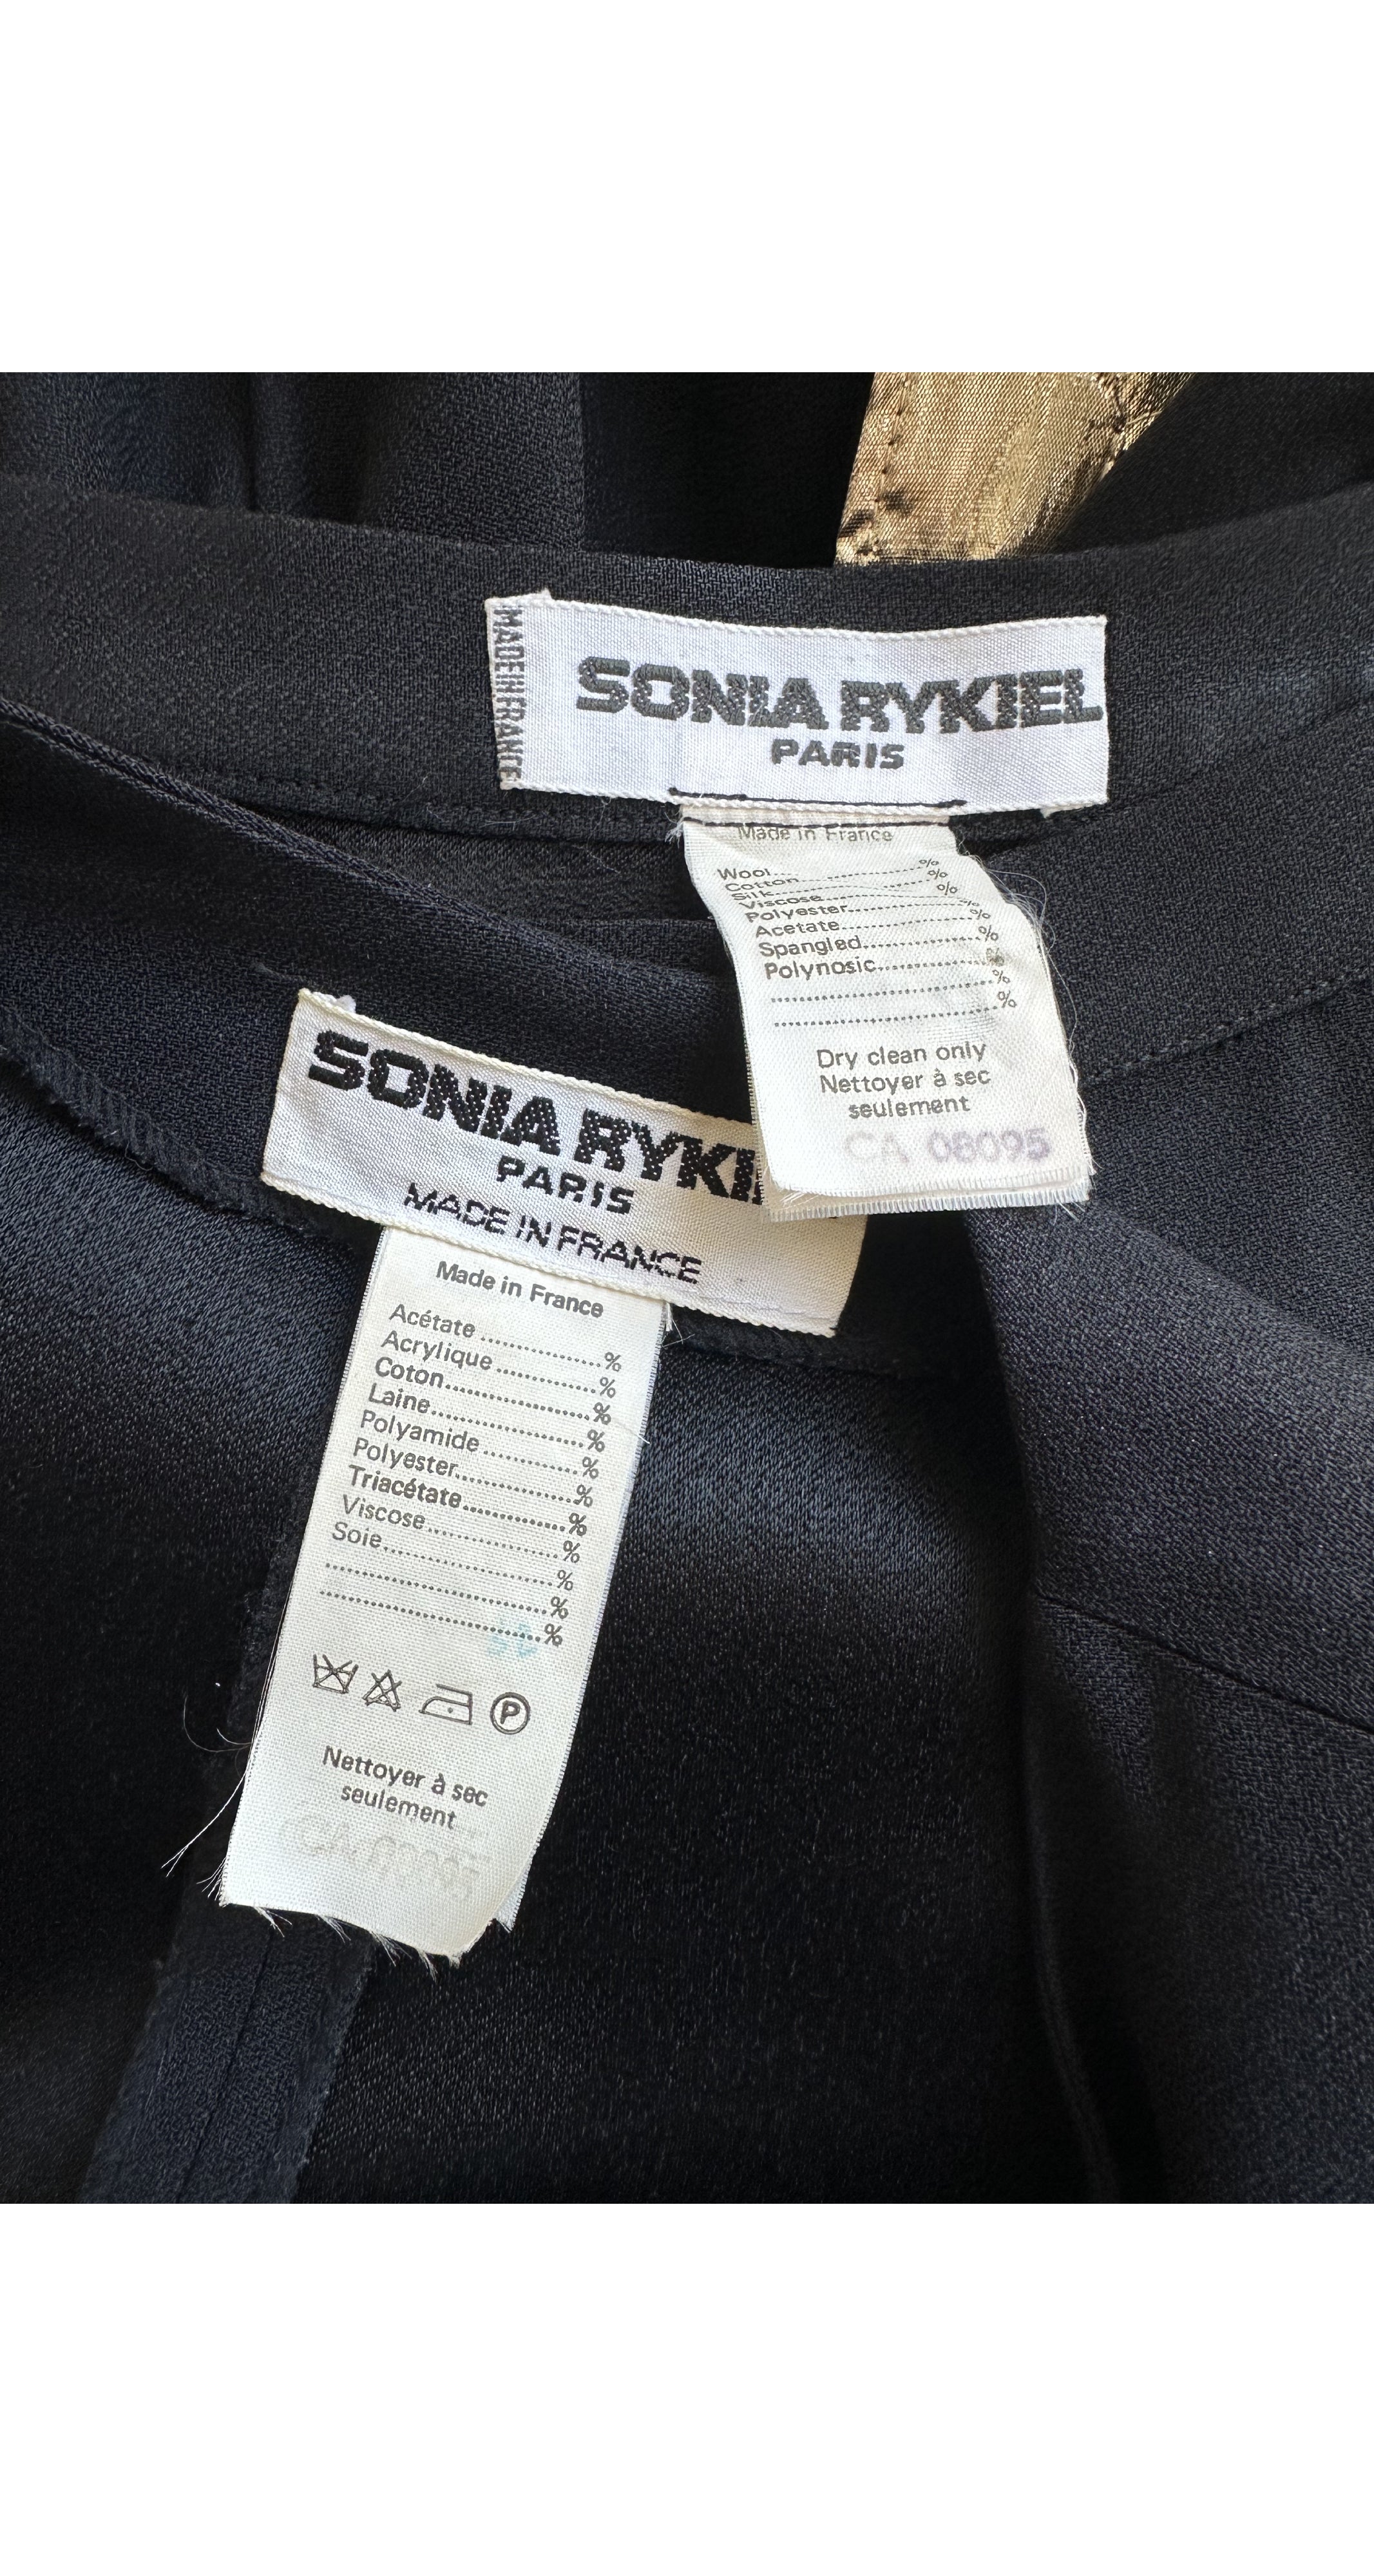 MADE IN FRANCE
SONIA RYKIEL
PARIS
Made in France
Wool..........%
Cotton..........%
Silk..........%
Viscose..........%
Polyester..........%
Acetate..........%
Spangled..........%
Polynosic..........%
..........%
..........%
Dry clean only
Nettoyer à sec
seulement
CA 08095
SONIA RYKI
PARIS
MADE IN FRANCE
Made in France
Acétate..........%
Acrylique..........%
Coton..........%
Laine..........%
Polyamide..........%
Polyester..........%
Triacétate..........%
Viscose..........%
Soie..........%
..........%
..........%
P
Nettoyer à sec
seulement